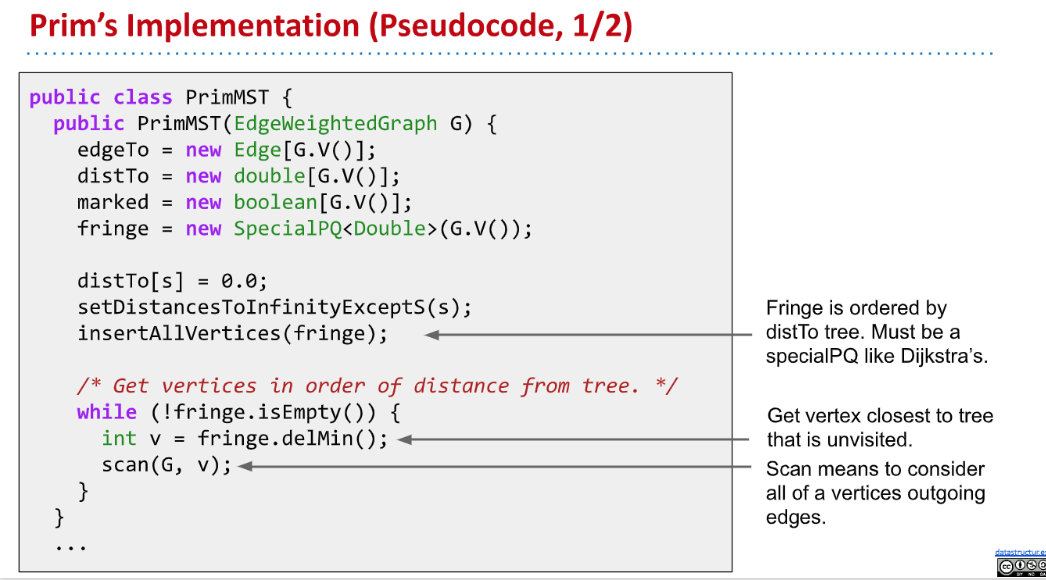 Prim's Implementation (Pseudocode, 1/2)
public class PrimMST {
public PrimMST(EdgeWeightedGraph G) {
edgeTo = new Edge[G.V()];
distTo = new double[G.V()];
marked = new boolean[G.V()];
fringe = new SpecialPQ<Double>(G.V());
distTo[s] = 0.0;
setDistancesToInfinityExceptS(s);
insertAllVertices(fringe);
/* Get vertices in order of distance from tree. */
while (!fringe.isEmpty()) {
int v = fringe.delMin();
scan(G, v);
}
}
...
Fringe is ordered by
distTo tree. Must be a
specialPQ like Dijkstra's.
Get vertex closest to tree
that is unvisited.
Scan means to consider
all of a vertices outgoing
edges.